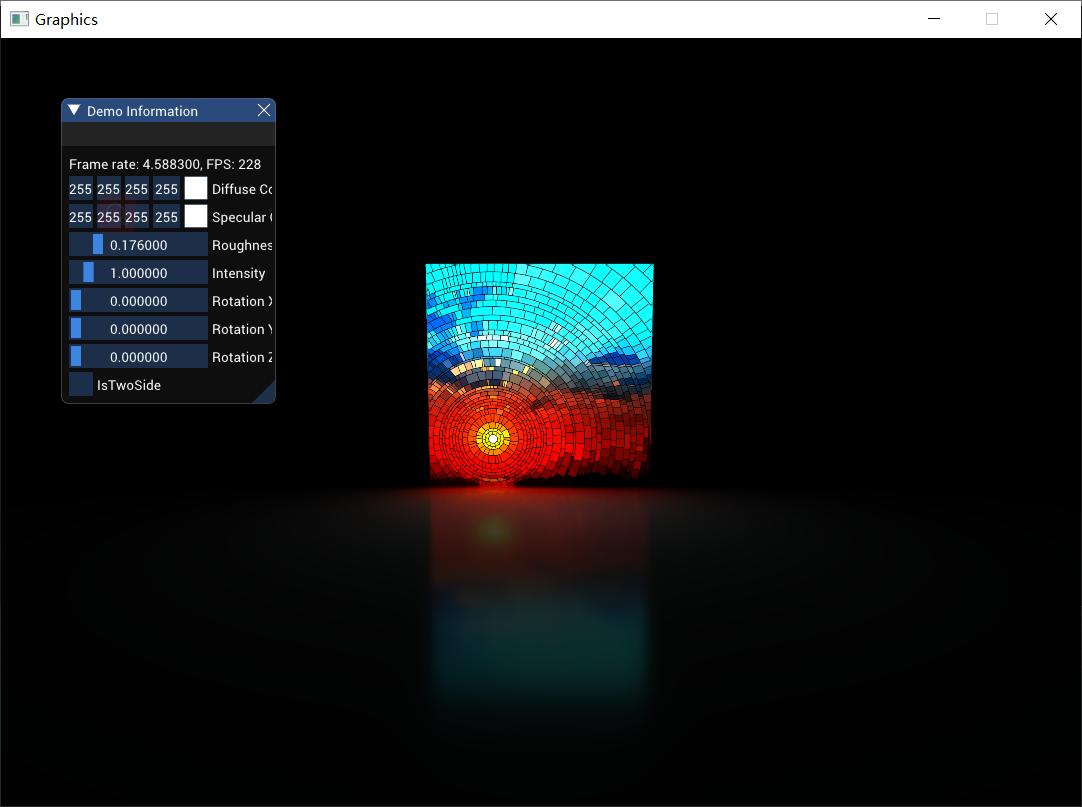 Graphics
Demo Information
Frame rate: 4.588300, FPS: 228
255 255 255 255 Diffuse Co
255 255 255 255 Specular
0.176000 Roughnes
1.000000 Intensity
0.000000 Rotation
0.000000 Rotation
0.000000 Rotation Z
IsTwoSide